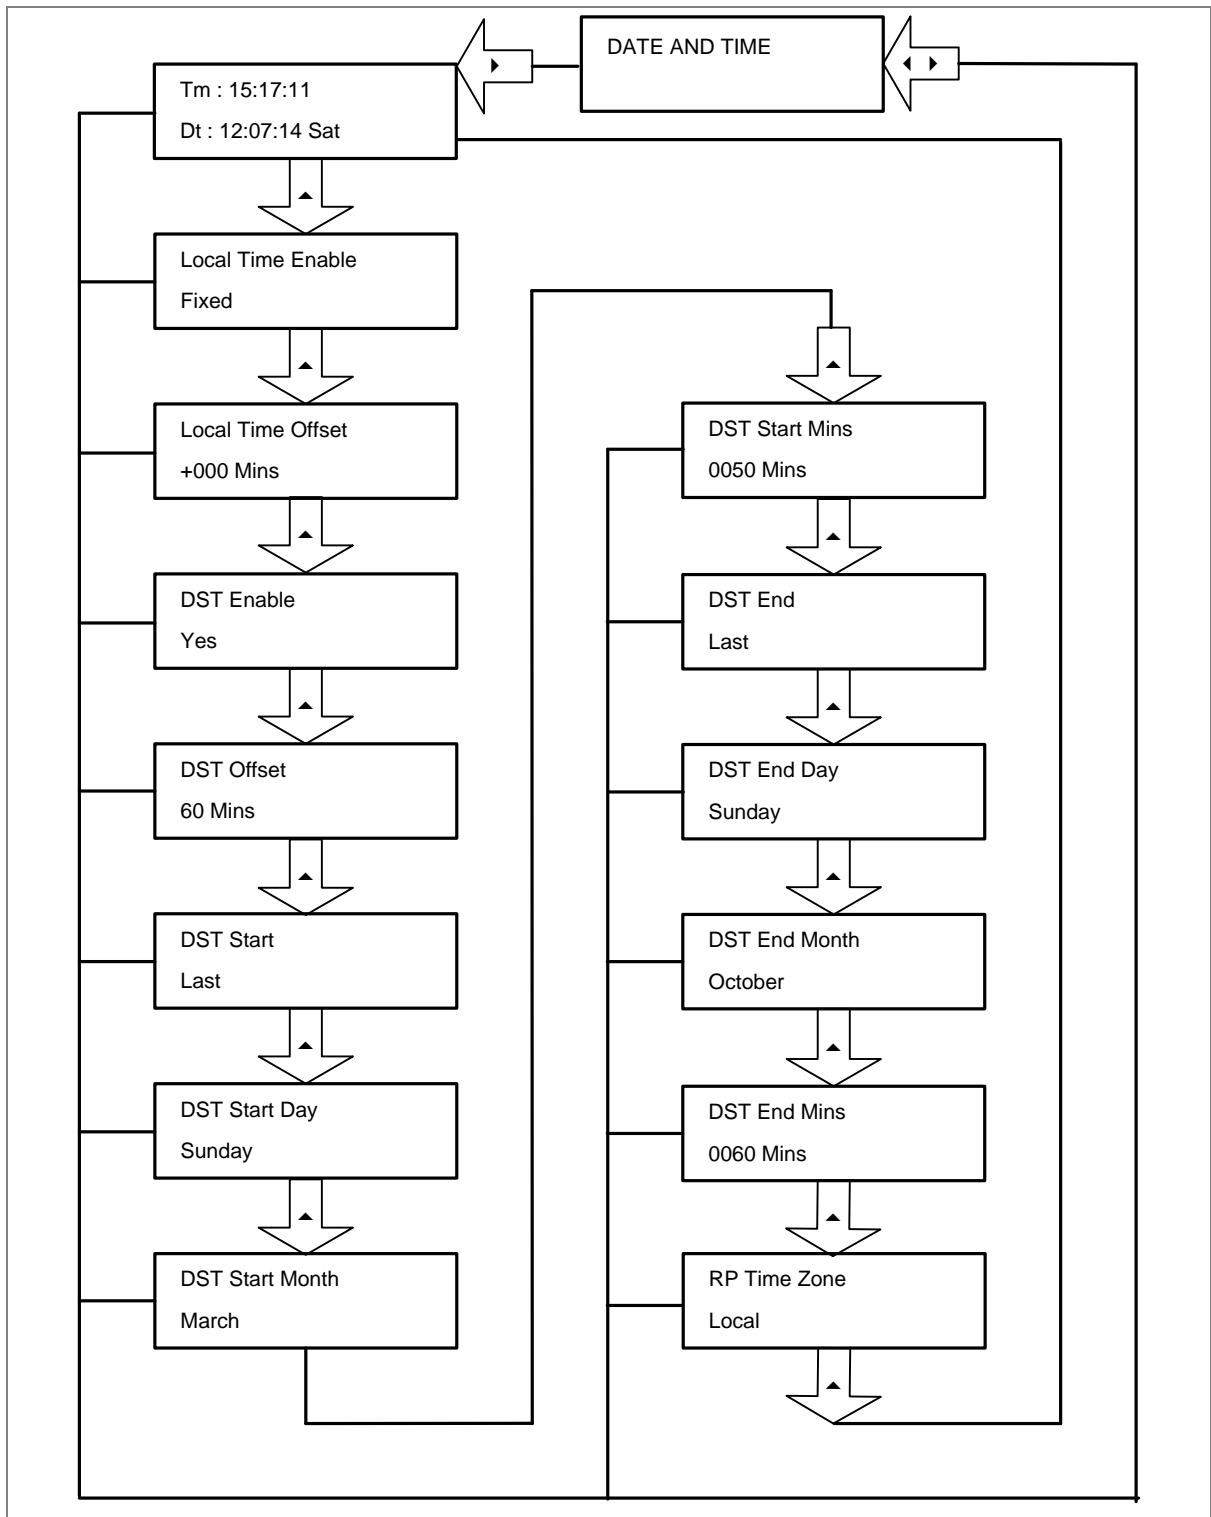 DATE AND TIME
Tm : 15:17:11
Dt : 12:07:14 Sat
Local Time Enable
Fixed
Local Time Offset
+000 Mins
DST Enable
Yes
DST Offset
60 Mins
DST Start
Last
DST Start Day
Sunday
DST Start Month
March
DST Start Mins
0050 Mins
DST End
Last
DST End Day
Sunday
DST End Month
October
DST End Mins
0060 Mins
RP Time Zone
Local